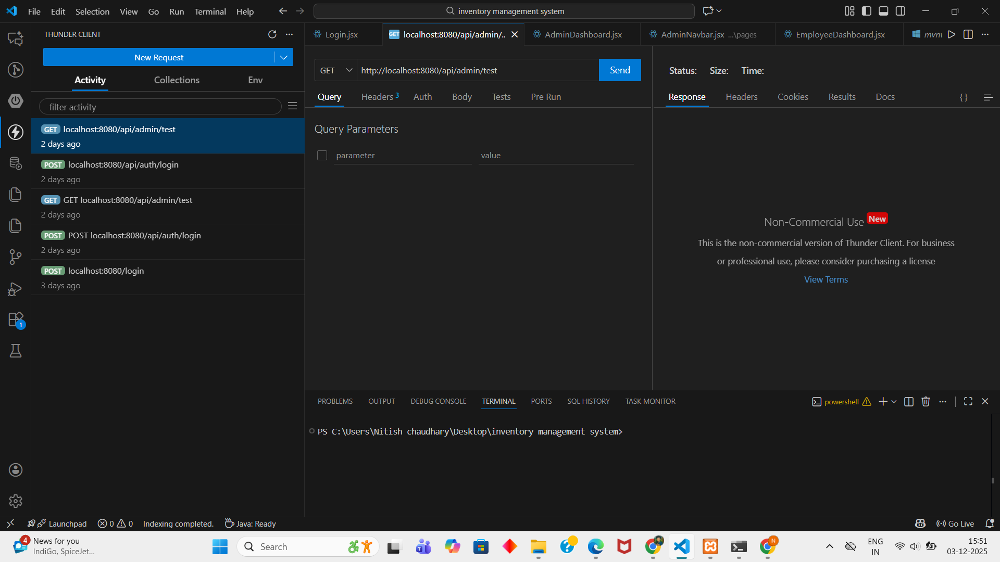 File Edit Selection View Go Run Terminal Help
inventory management system
THUNDER CLIENT
New Request
Activity Collections Env
filter activity
GET localhost:8080/api/admin/test
2 days ago
POST localhost:8080/api/auth/login
2 days ago
GET GET localhost:8080/api/admin/test
2 days ago
POST POST localhost:8080/api/auth/login
2 days ago
POST localhost:8080/login
3 days ago
Login.jsx
GET localhost:8080/api/admin/..
AdminDashboard.jsx
AdminNavbar.jsx ...\pages
EmployeeDashboard.jsx
GET http://localhost:8080/api/admin/test Send
Query Headers 3 Auth Body Tests Pre Run
Query Parameters
parameter value
Status: Size: Time:
Response Headers Cookies Results Docs { }
Non-Commercial Use New
This is the non-commercial version of Thunder Client. For business
or professional use, please consider purchasing a license
View Terms
PROBLEMS OUTPUT DEBUG CONSOLE TERMINAL PORTS SQL HISTORY TASK MONITOR
powershell
PS C:\Users\Nitish chaudhary\Desktop\inventory management system>
1
Launchpad 0 0 Indexing completed. Java: Ready
Go Live
4
News for you
IndiGo, SpiceJet...
Search
N
ENG
IN
15:51
03-12-2025